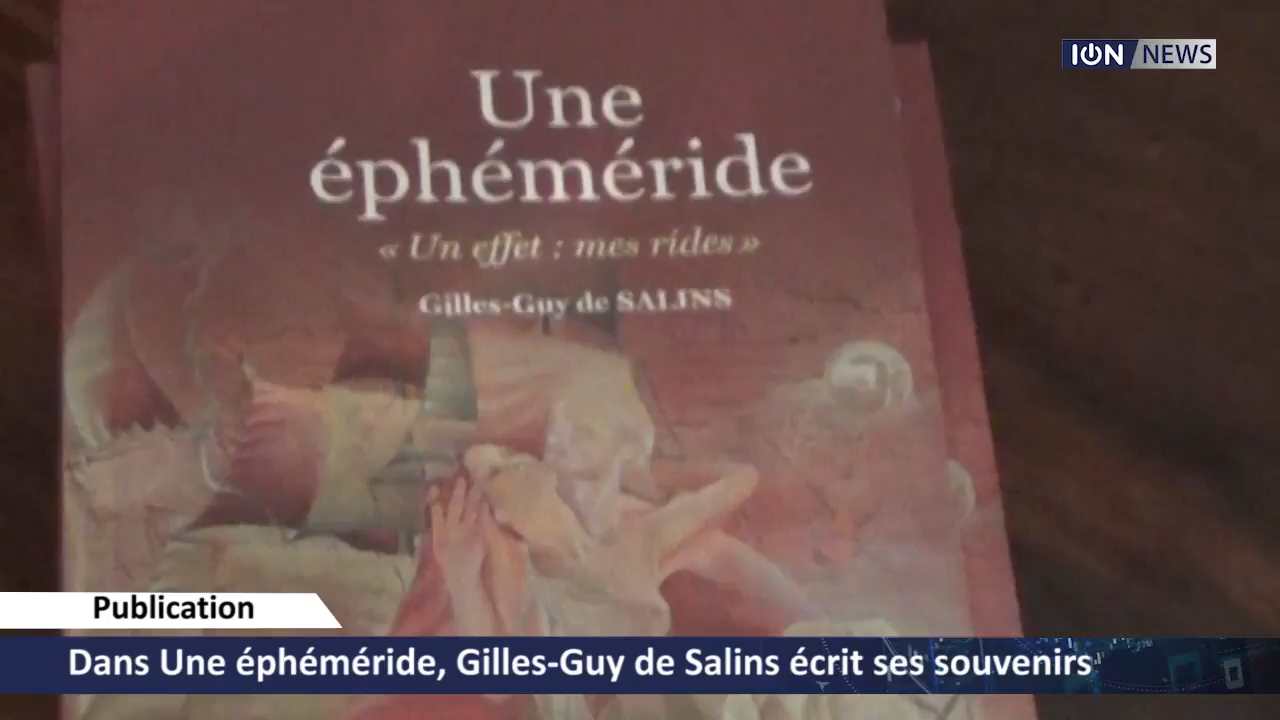 ION NEWS
Une
éphéméride
« Un effet : mes rides »
Gilles-Guy de SALINS
Publication
Dans Une éphéméride, Gilles-Guy de Salins écrit ses souvenirs